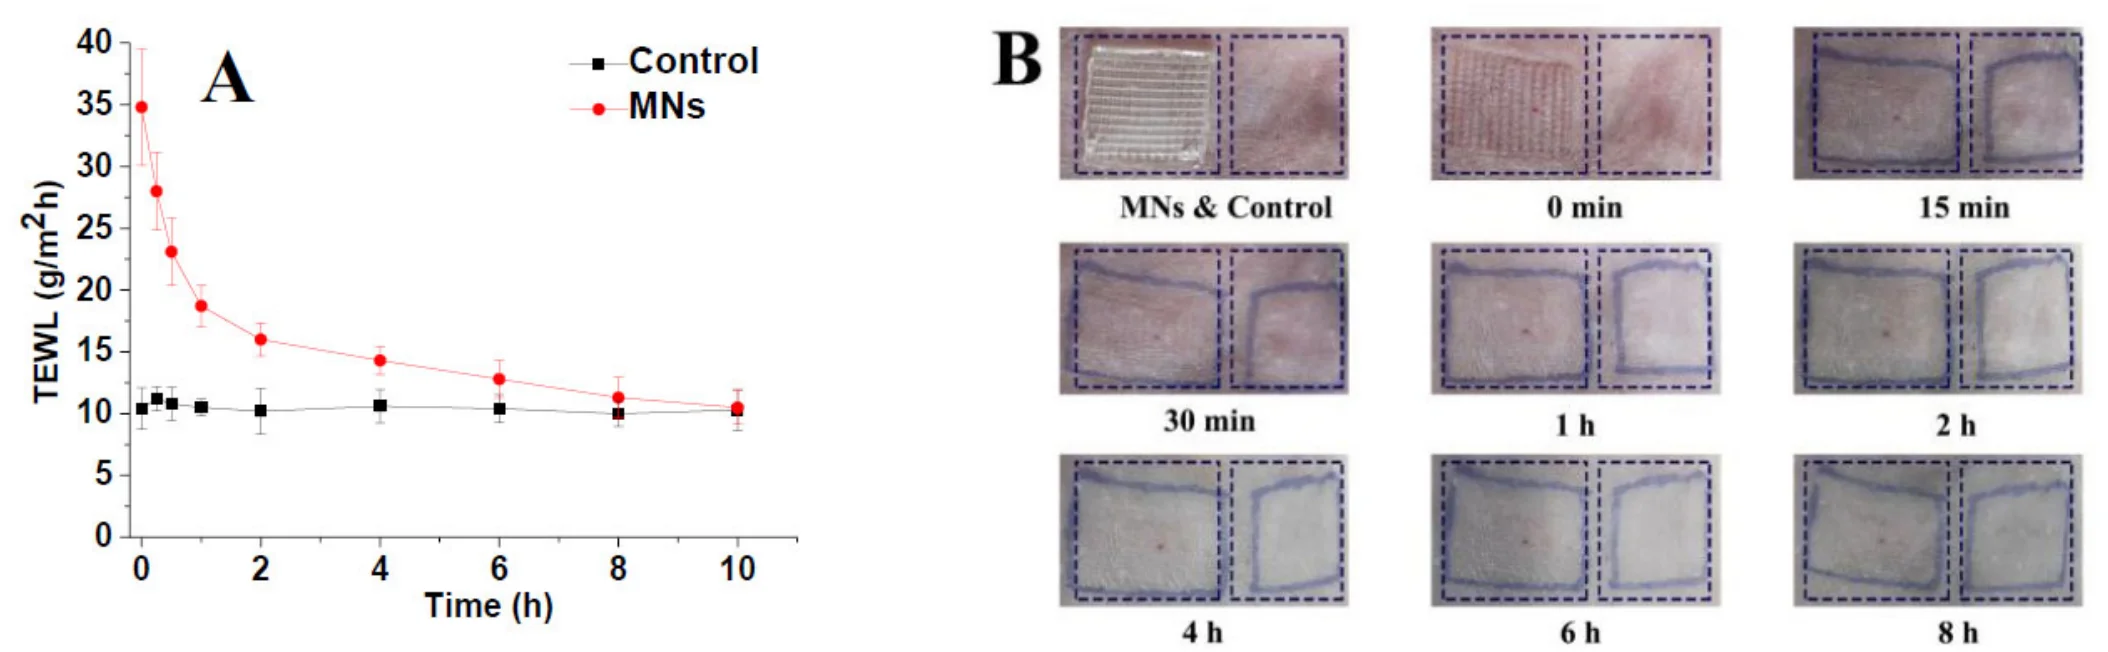 A
Control
MNs
40
35
30
25
20
15
10
5
0
TEWL (g/m²h)
0 2 4 6 8 10
Time (h)
B
MNs & Control
0 min
15 min
30 min
1 h
2 h
4 h
6 h
8 h